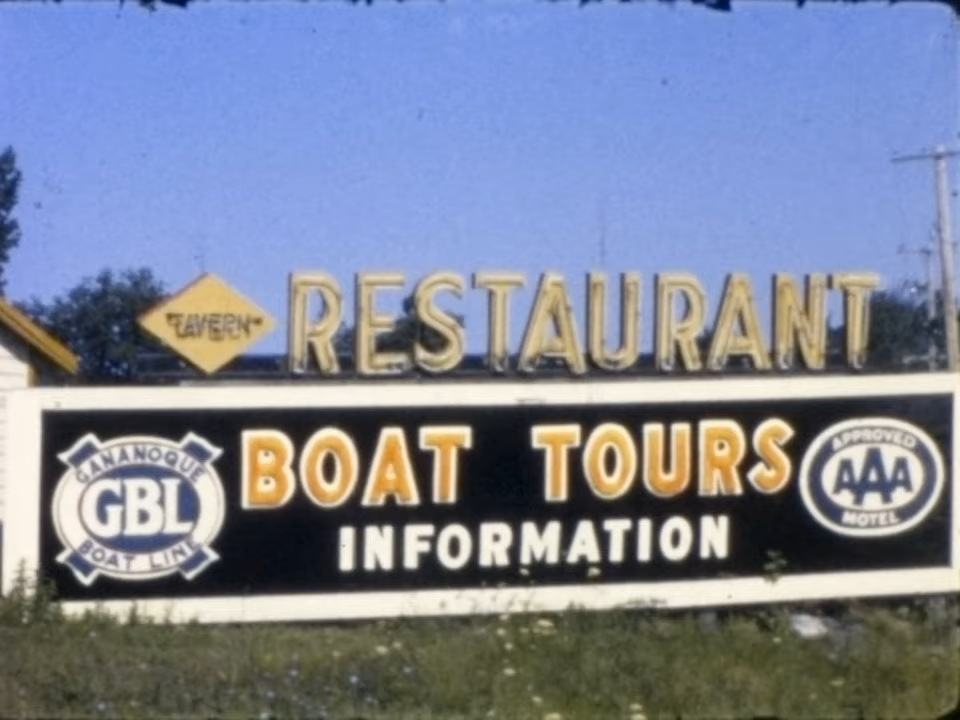 TAVERN
RESTAURANT
GANANOQUE
GBL
BOAT LINE
BOAT TOURS
INFORMATION
APPROVED
AAA
MOTEL